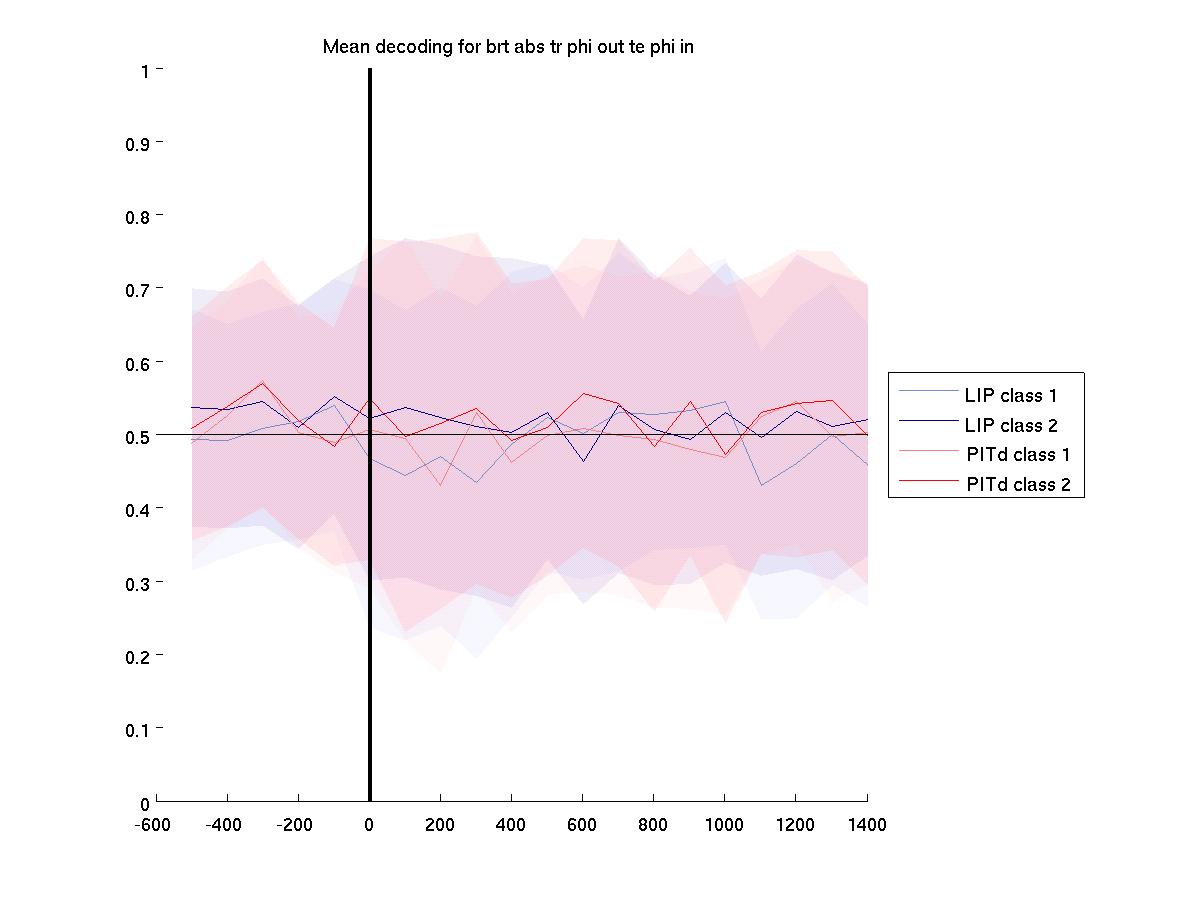 Mean decoding for brt abs tr phi out te phi in
1
0.9
0.8
0.7
0.6
0.5
0.4
0.3
0.2
0.1
0
-600 -400 -200 0 200 400 600 800 1000 1200 1400
LIP class 1
LIP class 2
PITd class 1
PITd class 2